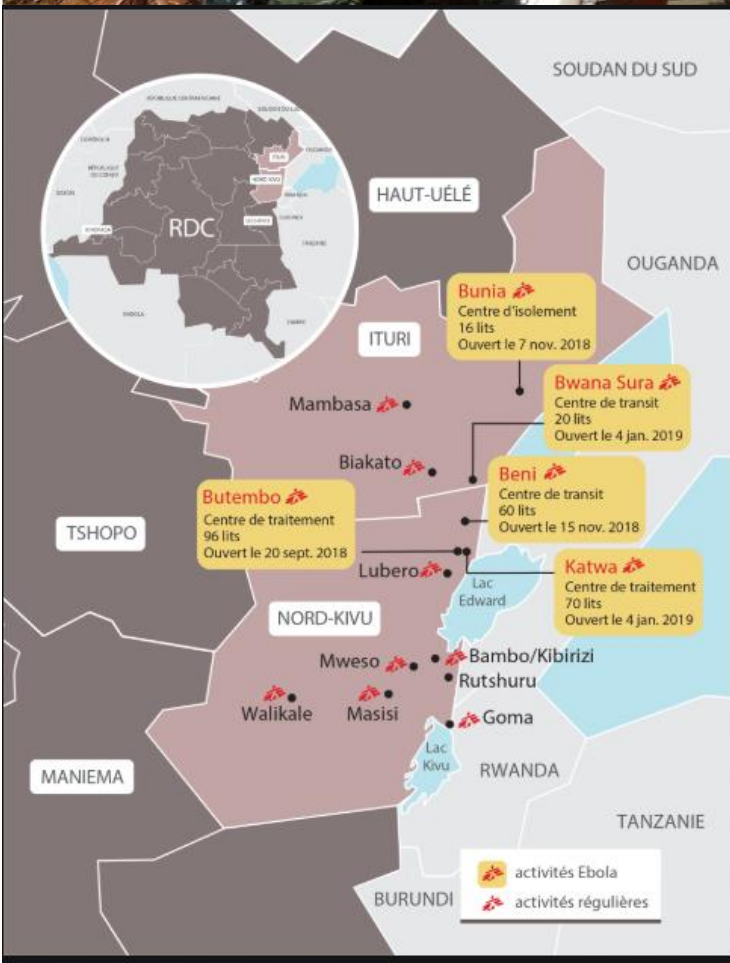 SOUDAN DU SUD
RDC
ITURI
NORD-KIVU
HAUT-UÉLÉ
OUGANDA
Bunia
Centre d'isolement
16 lits
Ouvert le 7 nov. 2018
ITURI
Bwana Sura
Centre de transit
20 lits
Ouvert le 4 jan. 2019
Mambasa
Biakato
Beni
Centre de transit
60 lits
Ouvert le 15 nov. 2018
Butembo
Centre de traitement
96 lits
Ouvert le 20 sept. 2018
TSHOPO
Katwa
Centre de traitement
70 lits
Ouvert le 4 jan. 2019
Lubero
Lac
Edward
NORD-KIVU
Mweso
Bambo/Kibirizi
Rutshuru
Walikale
Masisi
Goma
Lac
Kivu
RWANDA
MANIEMA
TANZANIE
BURUNDI
activités Ebola
activités régulières